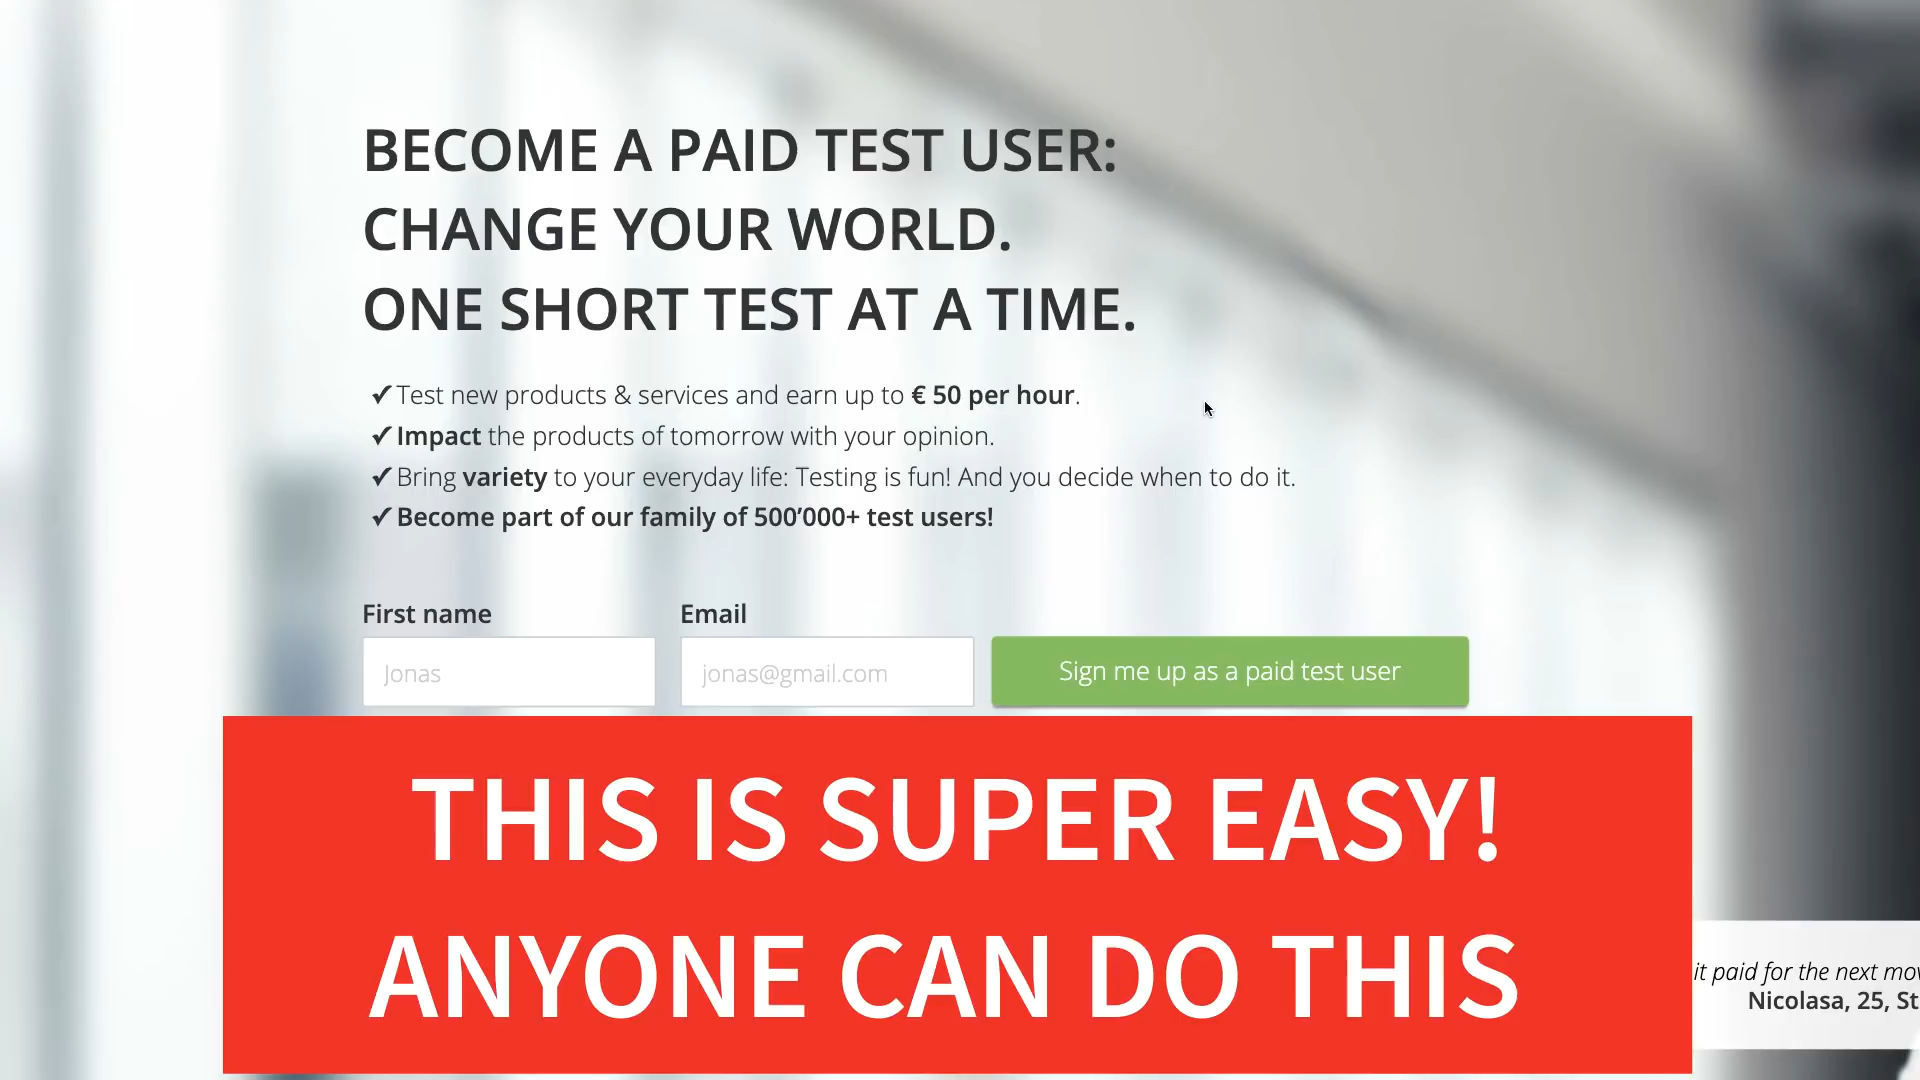 BECOME A PAID TEST USER:
CHANGE YOUR WORLD.
ONE SHORT TEST AT A TIME.
✓Test new products & services and earn up to € 50 per hour.
✓Impact the products of tomorrow with your opinion.
✓Bring variety to your everyday life: Testing is fun! And you decide when to do it.
✓Become part of our family of 500’000+ test users!
First name
Email
Jonas
jonas@gmail.com
Sign me up as a paid test user
THIS IS SUPER EASY!
ANYONE CAN DO THIS
it paid for the next
Nicolasa, 25,